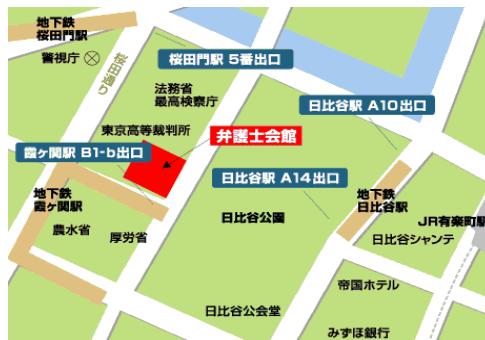 地下鉄
桜田門駅
警視庁
桜田通り
桜田門駅 5番出口
法務省
最高検察庁
日比谷駅 A10出口
東京高等裁判所
弁護士会館
霞ヶ関駅 B1-b出口
日比谷駅 A14出口
地下鉄
霞ヶ関駅
地下鉄
日比谷駅
農水省
厚労省
日比谷公園
JR有楽町駅
日比谷シャンテ
帝国ホテル
日比谷公会堂
みずほ銀行